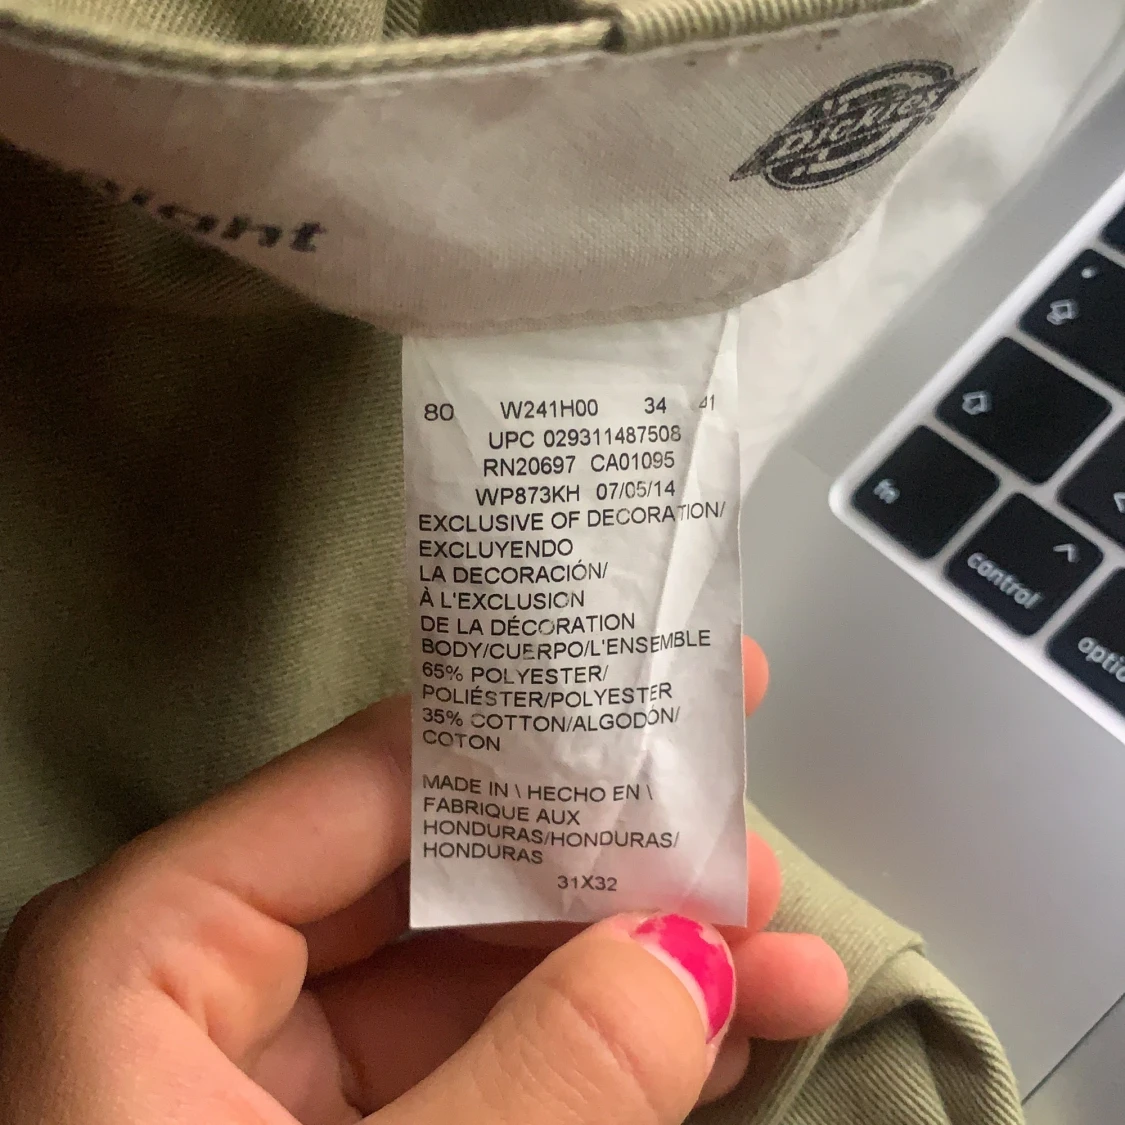 Dickies
80 W241H00 34 41
UPC 029311487508
RN20697 CA01095
WP873KH 07/05/14
EXCLUSIVE OF DECORATION/
EXCLUYENDO
LA DECORACIÓN/
À L'EXCLUSION
DE LA DÉCORATION
BODY/CUERPO/L'ENSEMBLE
65% POLYESTER/
POLIÉSTER/POLYESTER
35% COTTON/ALGODÓN/
COTON
MADE IN \ HECHO EN \
FABRIQUE AUX
HONDURAS/HONDURAS/
HONDURAS
31X32
fn
control